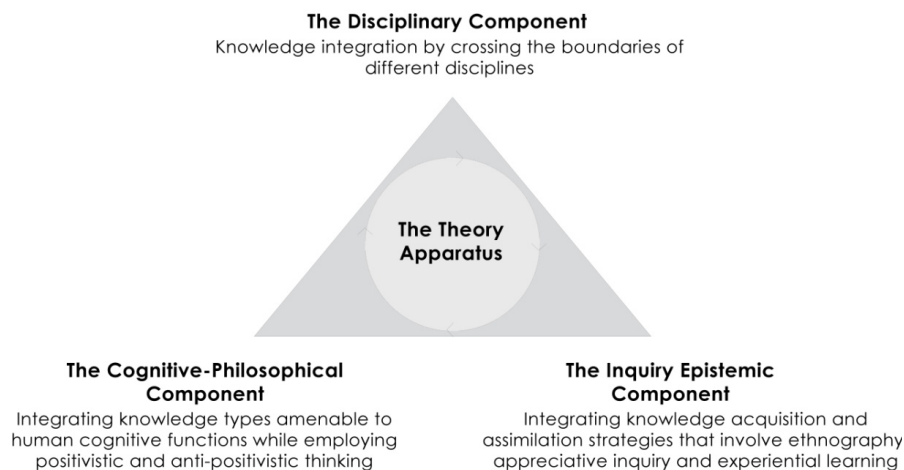 The Disciplinary Component
Knowledge integration by crossing the boundaries of
different disciplines
The Theory
Apparatus
The Cognitive-Philosophical
Component
Integrating knowledge types amenable to
human cognitive functions while employing
positivistic and anti-positivistic thinking
The Inquiry Epistemic
Component
Integrating knowledge acquisition and
assimilation strategies that involve ethnography
appreciative inquiry and experiential learning